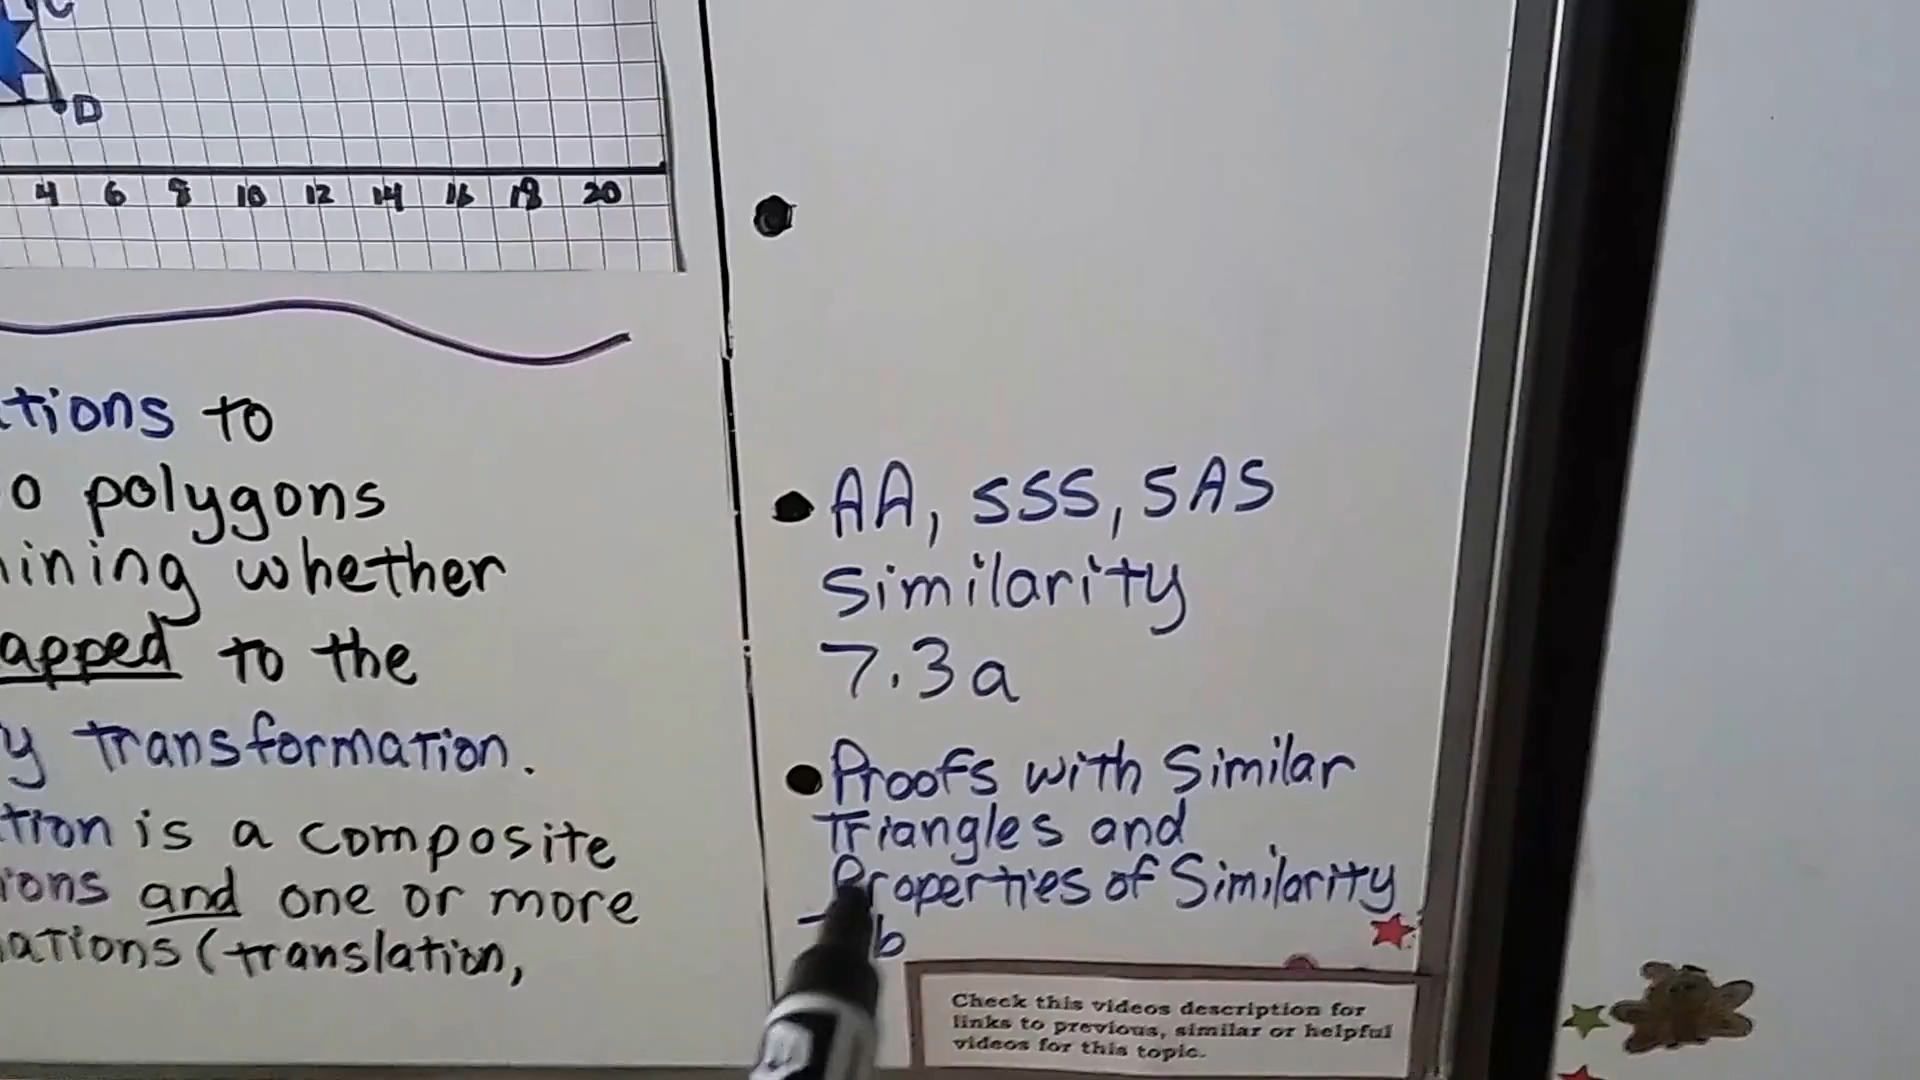 C
D
4 6 8 10 12 14 16 18 20
tions to
o polygons
ining whether
apped to the
y transformation.
tion is a composite
ions and one or more
ations (translation,
• AA, SSS, SAS
Similarity
7.3a
• Proofs with Similar
Triangles and
Properties of Similarity
b
Check this videos description for
links to previous, similar or helpful
videos for this topic.